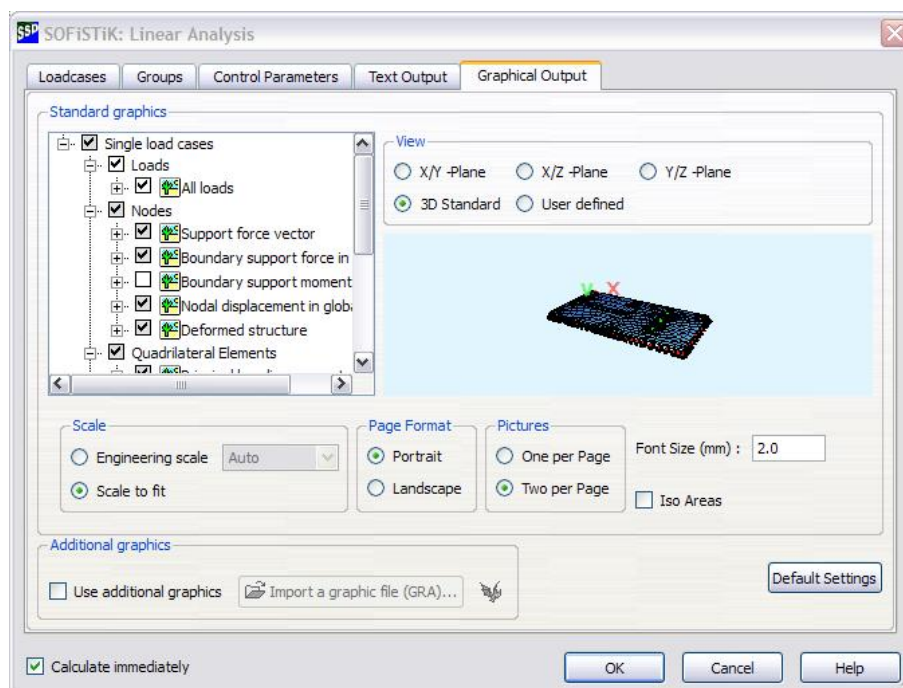 SSD SOFiSTiK: Linear Analysis
Loadcases Groups Control Parameters Text Output Graphical Output
Standard graphics
Single load cases
Loads
All loads
Nodes
Support force vector
Boundary support force in
Boundary support moment
Nodal displacement in globa
Deformed structure
Quadrilateral Elements
View
X/Y -Plane X/Z -Plane Y/Z -Plane
3D Standard User defined
Y X
Scale
Engineering scale Auto
Scale to fit
Page Format
Portrait
Landscape
Pictures
One per Page
Two per Page
Font Size (mm) : 2.0
Iso Areas
Additional graphics
Use additional graphics Import a graphic file (GRA)...
Default Settings
Calculate immediately OK Cancel Help